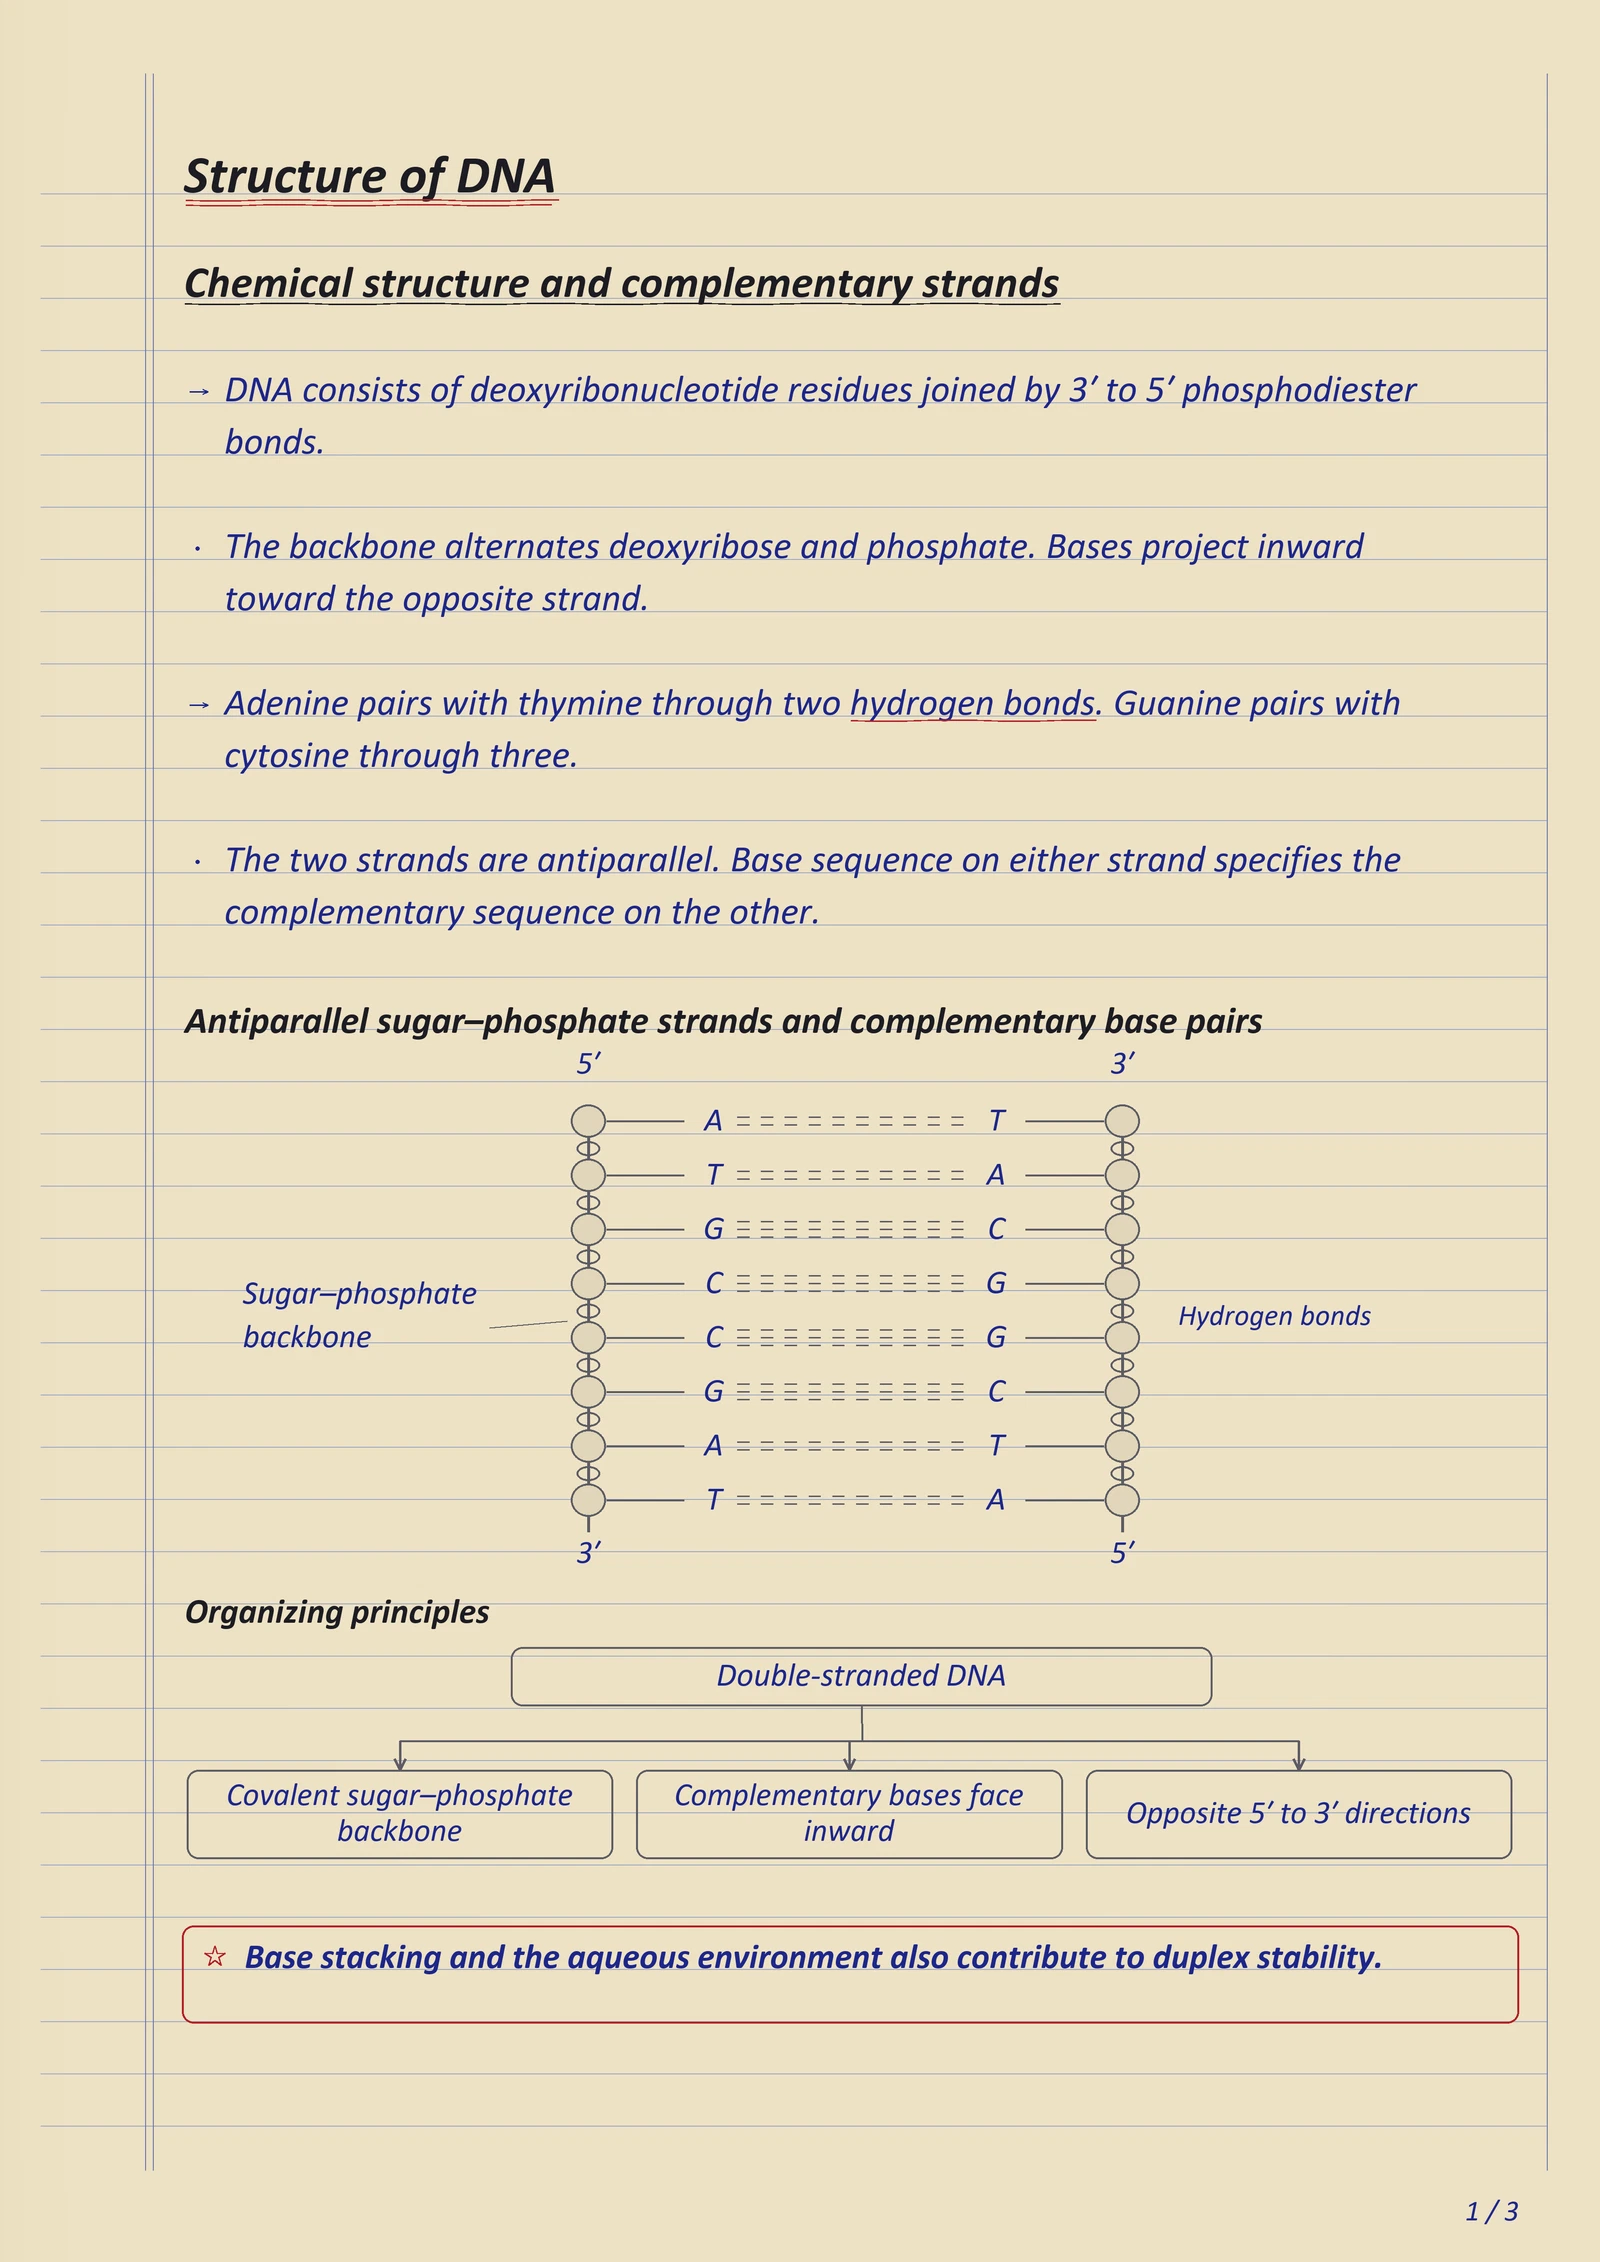 Structure of DNA
Chemical structure and complementary strands
→ DNA consists of deoxyribonucleotide residues joined by 3′ to 5′ phosphodiester
bonds.
· The backbone alternates deoxyribose and phosphate. Bases project inward
toward the opposite strand.
→ Adenine pairs with thymine through two hydrogen bonds. Guanine pairs with
cytosine through three.
· The two strands are antiparallel. Base sequence on either strand specifies the
complementary sequence on the other.
Antiparallel sugar–phosphate strands and complementary base pairs
5′ 3′
A T
T A
G C
C G
Sugar–phosphate
backbone
Hydrogen bonds
C G
G C
A T
T A
3′ 5′
Organizing principles
Double-stranded DNA
Covalent sugar–phosphate
backbone
Complementary bases face
inward
Opposite 5′ to 3′ directions
☆ Base stacking and the aqueous environment also contribute to duplex stability.
1 / 3